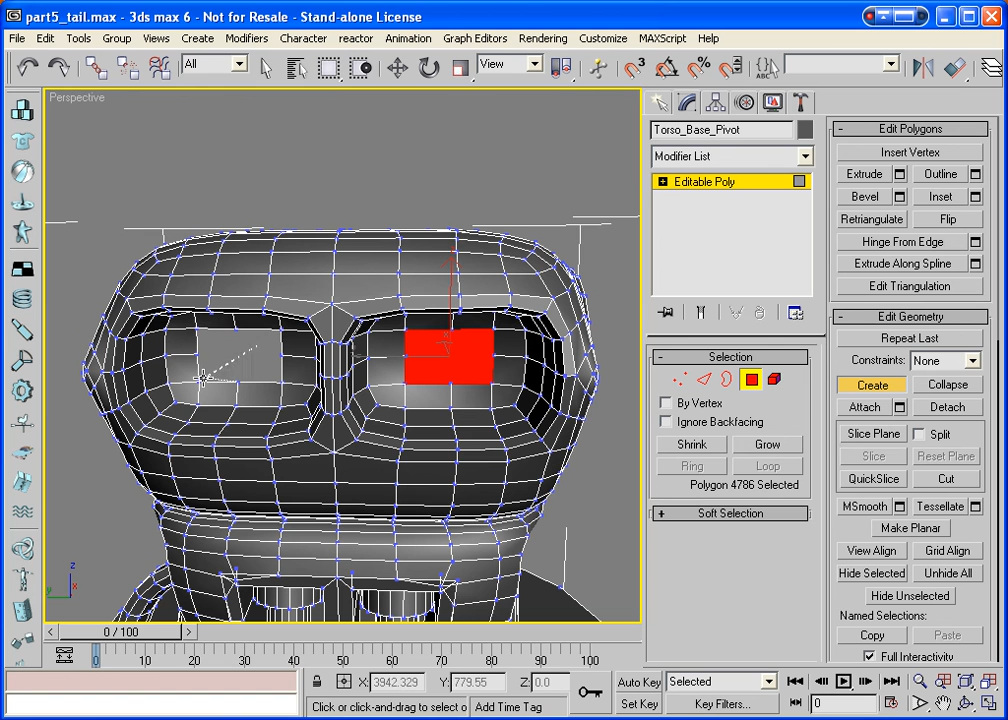 part5_tail.max - 3ds max 6 - Not for Resale - Stand-alone License
File Edit Tools Group Views Create Modifiers Character reactor Animation Graph Editors Rendering Customize MAXScript Help
All
View
3
%
ABC
Perspective
Torso_Base_Pivot
Modifier List
Editable Poly
Selection
By Vertex
Ignore Backfacing
Shrink Grow
Ring Loop
Polygon 4786 Selected
Soft Selection
Edit Polygons
Insert Vertex
Extrude Outline
Bevel Inset
Retriangulate Flip
Hinge From Edge
Extrude Along Spline
Edit Triangulation
Edit Geometry
Repeat Last
Constraints: None
Create Collapse
Attach Detach
Slice Plane Split
Slice Reset Plane
QuickSlice Cut
MSmooth Tessellate
Make Planar
View Align Grid Align
Hide Selected Unhide All
Hide Unselected
Named Selections:
Copy Paste
Full Interactivity
z
x
y
0 / 100
0 10 20 30 40 50 60 70 80 90 100
X: 3942.329 Y: 779.55 Z: 0.0
Auto Key Selected
Click or click-and-drag to select o Add Time Tag
Set Key Key Filters... 0